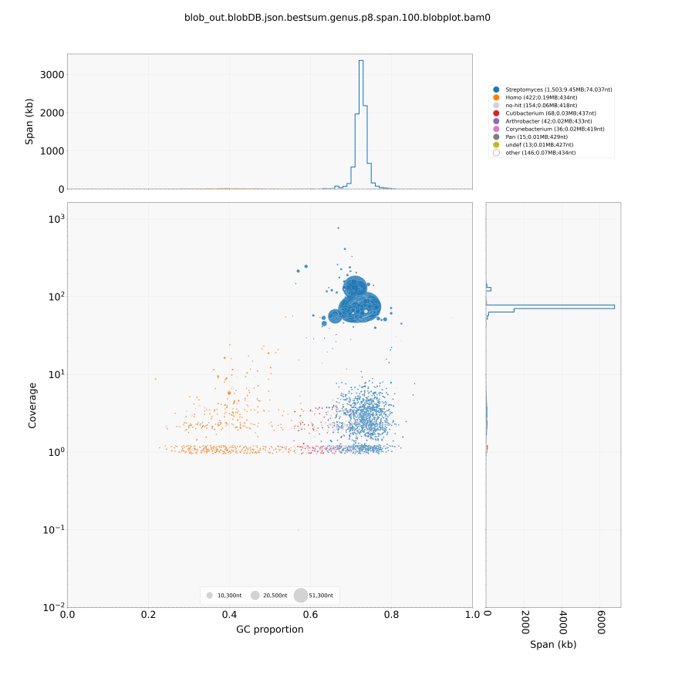 blob_out.blobDB.json.bestsum.genus.p8.span.100.blobplot.bam0
3000
2000
1000
0
Span (kb)
Streptomyces (1,503;9.45MB;74,037nt)
Homo (422;0.19MB;434nt)
no-hit (154;0.06MB;418nt)
Cutibacterium (68;0.03MB;437nt)
Arthrobacter (42;0.02MB;433nt)
Corynebacterium (36;0.02MB;419nt)
Pan (15;0.01MB;429nt)
undef (13;0.01MB;427nt)
other (146;0.07MB;434nt)
10³
10²
10¹
10⁰
10⁻¹
10⁻²
Coverage
10,300nt
20,500nt
51,300nt
0.0
0.2
0.4
0.6
0.8
1.0
GC proportion
0
2000
4000
6000
Span (kb)